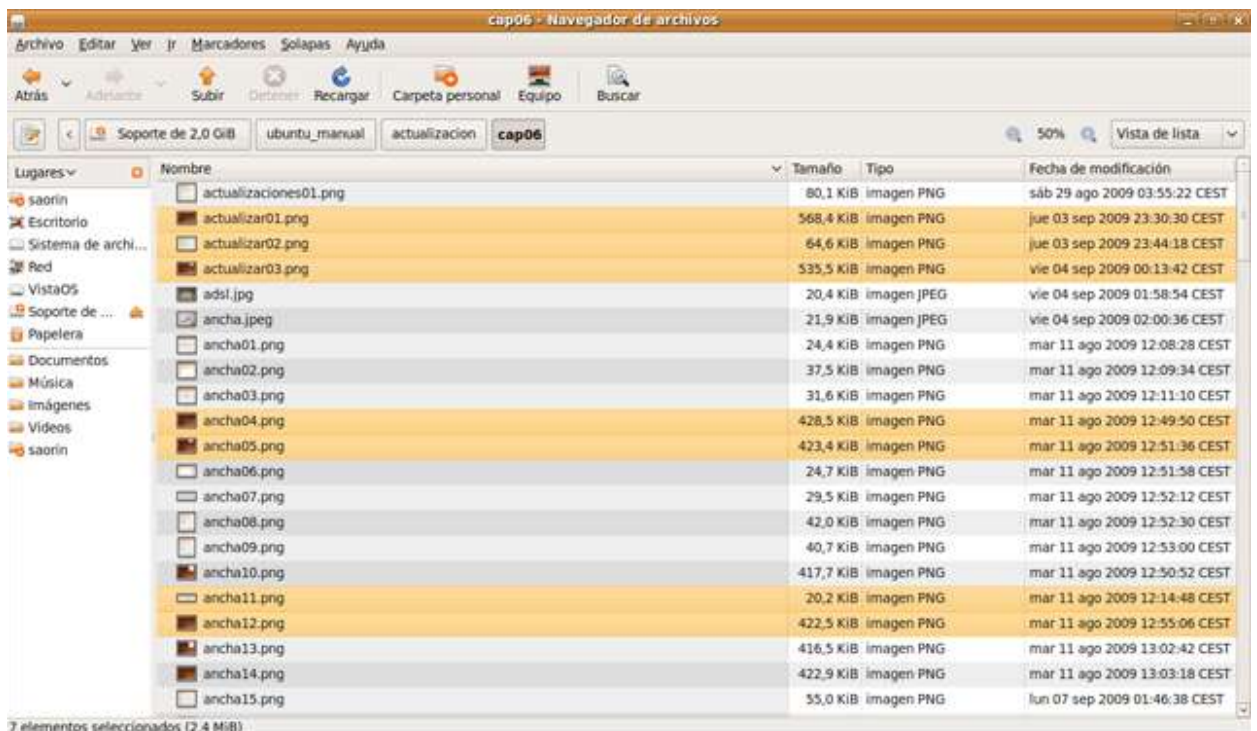 cap06 - Navegador de archivos
Archivo Editar Ver Ir Marcadores Solapas Ayuda
Atrás Adelante Subir Detener Recargar Carpeta personal Equipo Buscar
Soporte de 2,0 GiB ubuntu_manual actualizacion cap06 50% Vista de lista
Lugares
saorin
Escritorio
Sistema de archi...
Red
VistaOS
Soporte de ...
Papelera
Documentos
Música
Imágenes
Vídeos
saorin
Nombre Tamaño Tipo Fecha de modificación
actualizaciones01.png 80,1 KiB imagen PNG sáb 29 ago 2009 03:55:22 CEST
actualizar01.png 568,4 KiB imagen PNG jue 03 sep 2009 23:30:30 CEST
actualizar02.png 64,6 KiB imagen PNG jue 03 sep 2009 23:44:18 CEST
actualizar03.png 535,5 KiB imagen PNG vie 04 sep 2009 00:13:42 CEST
adsl.jpg 20,4 KiB imagen JPEG vie 04 sep 2009 01:58:54 CEST
ancha.jpeg 21,9 KiB imagen JPEG vie 04 sep 2009 02:00:36 CEST
ancha01.png 24,4 KiB imagen PNG mar 11 ago 2009 12:08:28 CEST
ancha02.png 37,5 KiB imagen PNG mar 11 ago 2009 12:09:34 CEST
ancha03.png 31,6 KiB imagen PNG mar 11 ago 2009 12:11:10 CEST
ancha04.png 428,5 KiB imagen PNG mar 11 ago 2009 12:49:50 CEST
ancha05.png 423,4 KiB imagen PNG mar 11 ago 2009 12:51:36 CEST
ancha06.png 24,7 KiB imagen PNG mar 11 ago 2009 12:51:58 CEST
ancha07.png 29,5 KiB imagen PNG mar 11 ago 2009 12:52:12 CEST
ancha08.png 42,0 KiB imagen PNG mar 11 ago 2009 12:52:30 CEST
ancha09.png 40,7 KiB imagen PNG mar 11 ago 2009 12:53:00 CEST
ancha10.png 417,7 KiB imagen PNG mar 11 ago 2009 12:50:52 CEST
ancha11.png 20,2 KiB imagen PNG mar 11 ago 2009 12:14:48 CEST
ancha12.png 422,5 KiB imagen PNG mar 11 ago 2009 12:55:06 CEST
ancha13.png 416,5 KiB imagen PNG mar 11 ago 2009 13:02:42 CEST
ancha14.png 422,9 KiB imagen PNG mar 11 ago 2009 13:03:18 CEST
ancha15.png 55,0 KiB imagen PNG lun 07 sep 2009 01:46:38 CEST
7 elementos seleccionados (2,4 MiB)